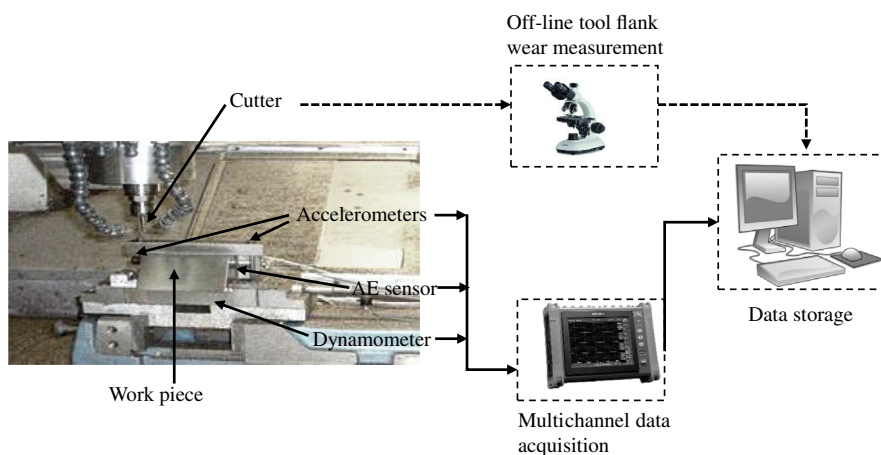 Off-line tool flank
wear measurement
Cutter
Accelerometers
AE sensor
Dynamometer
Work piece
Multichannel data
acquisition
Data storage